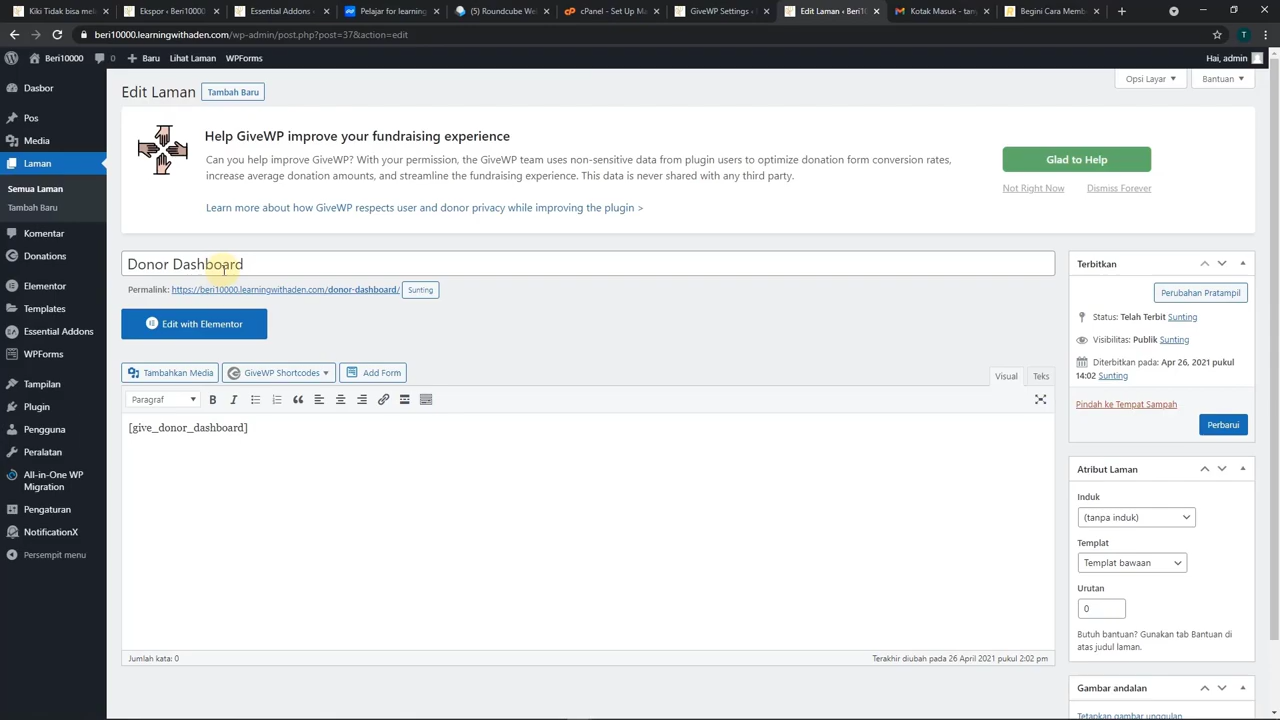 Kiki Tidak bisa mela
Ekspor ‹ Beri10000
Essential Addons ‹
Pelajar for learning
(5) Roundcube We
cPanel - Set Up Ma
GiveWP Settings ‹
Edit Laman ‹ Beri1
Kotak Masuk - tan
Begini Cara Memb
beri10000.learningwithaden.com/wp-admin/post.php?post=37&action=edit
T
Beri10000 0 Baru Lihat Laman WPForms
Hai, admin
Dasbor
Pos
Media
Laman
Semua Laman
Tambah Baru
Komentar
Donations
Elementor
Templates
Essential Addons
WPForms
Tampilan
Plugin
Pengguna
Peralatan
All-in-One WP
Migration
Pengaturan
NotificationX
Persempit menu
Opsi Layar
Bantuan
Edit Laman
Tambah Baru
Help GiveWP improve your fundraising experience
Can you help improve GiveWP? With your permission, the GiveWP team uses non-sensitive data from plugin users to optimize donation form conversion rates,
increase average donation amounts, and streamline the fundraising experience. This data is never shared with any third party.
Learn more about how GiveWP respects user and donor privacy while improving the plugin >
Glad to Help
Not Right Now
Dismiss Forever
Donor Dashboard
Permalink: https://beri10000.learningwithaden.com/donor-dashboard/ Sunting
Edit with Elementor
Tambahkan Media
GiveWP Shortcodes
Add Form
Visual
Teks
Paragraf
[give_donor_dashboard]
Jumlah kata: 0
Terakhir diubah pada 26 April 2021 pukul 2:02 pm
Terbitkan
Perubahan Pratampil
Status: Telah Terbit Sunting
Visibilitas: Publik Sunting
Diterbitkan pada: Apr 26, 2021 pukul
14:02 Sunting
Pindah ke Tempat Sampah
Perbarui
Atribut Laman
Induk
(tanpa induk)
Templat
Templat bawaan
Urutan
0
Butuh bantuan? Gunakan tab Bantuan di
atas judul laman.
Gambar andalan
Tetapkan gambar unggulan